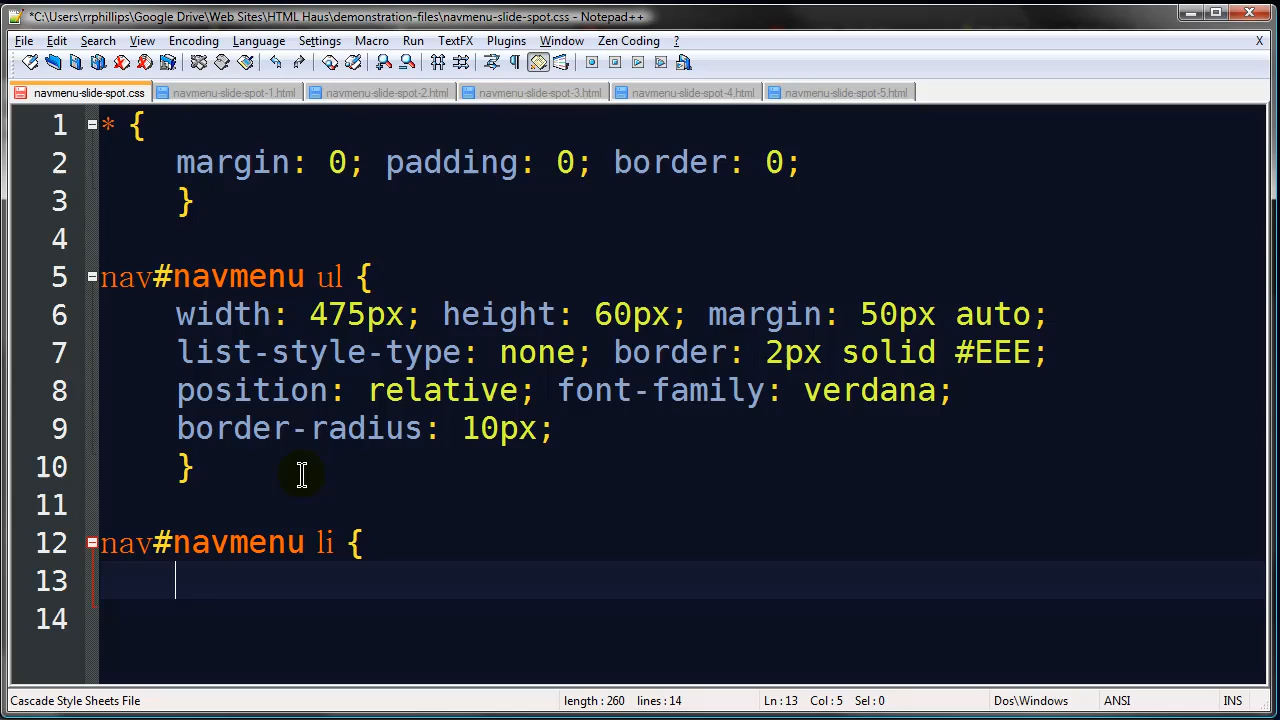 *C:\Users\rrphillips\Google Drive\Web Sites\HTML Haus\demonstration-files\navmenu-slide-spot.css - Notepad++
File Edit Search View Encoding Language Settings Macro Run TextFX Plugins Window Zen Coding ? X
navmenu-slide-spot.css navmenu-slide-spot-1.html navmenu-slide-spot-2.html navmenu-slide-spot-3.html navmenu-slide-spot-4.html navmenu-slide-spot-5.html
1 * {
2 margin: 0; padding: 0; border: 0;
3 }
4
5 nav#navmenu ul {
6 width: 475px; height: 60px; margin: 50px auto;
7 list-style-type: none; border: 2px solid #EEE;
8 position: relative; font-family: verdana;
9 border-radius: 10px;
10 }
11
12 nav#navmenu li {
13
14
Cascade Style Sheets File length : 260 lines : 14 Ln : 13 Col : 5 Sel : 0 Dos\Windows ANSI INS